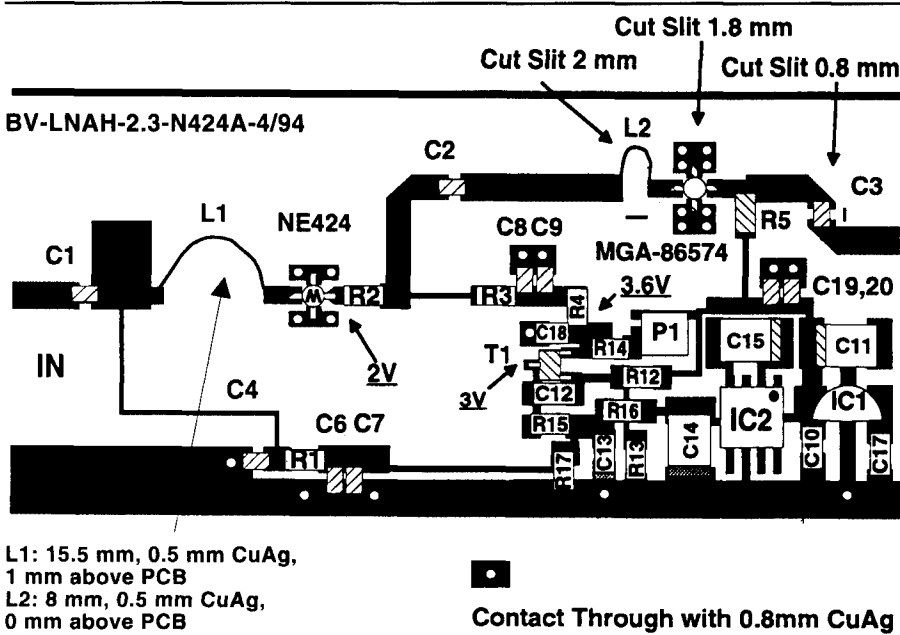 Cut Slit 1.8 mm
Cut Slit 2 mm
Cut Slit 0.8 mm
BV-LNAH-2.3-N424A-4/94
L2
C2
C3
L1
NE424
C8 C9
R5
C1
MGA-86574
R2
R3
3.6V
C19,20
R4
C18
P1
R14
C15
C11
IN
2V
T1
R12
C4
3V
C12
R16
IC2
IC1
C6 C7
R15
C14
R1
R17
C13
R13
C10
C17
L1: 15.5 mm, 0.5 mm CuAg,
1 mm above PCB
L2: 8 mm, 0.5 mm CuAg,
0 mm above PCB
Contact Through with 0.8mm CuAg